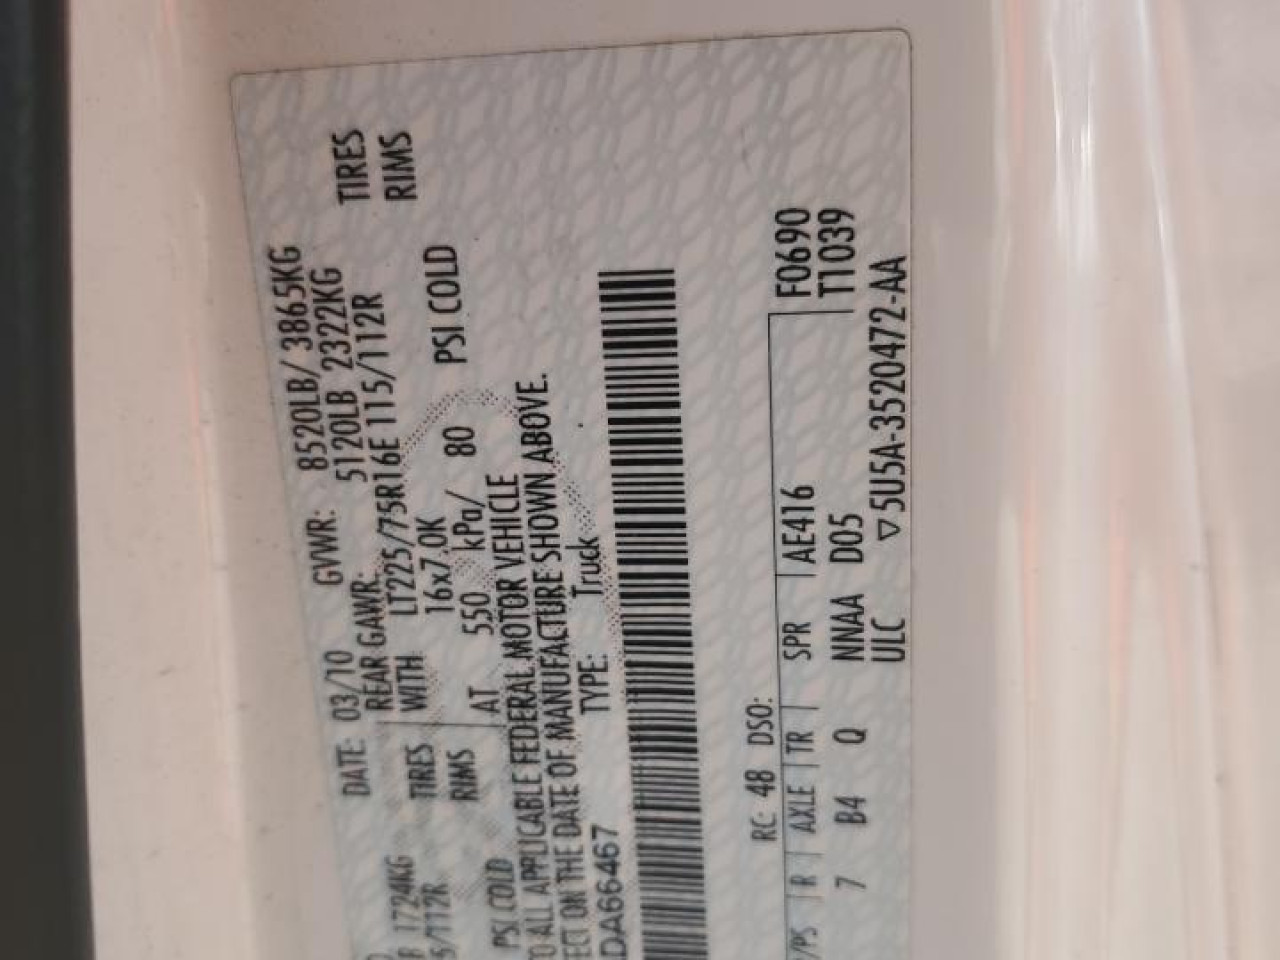 DATE: 03/10 GVWR: 8520LB/ 3865KG
1724KG REAR GAWR: 5120LB 2322KG
/112R TIRES WITH LT225/75R16E 115/112R TIRES
RIMS 16x7.0K RIMS
PSI COLD AT 550 kPa/ 80 PSI COLD
TO ALL APPLICABLE FEDERAL MOTOR VEHICLE
ECT ON THE DATE OF MANUFACTURE SHOWN ABOVE.
DA66467 TYPE: Truck
RC: 48 DSO:
/PS | R | AXLE | TR | SPR | AE416 F0690
7 B4 Q NNAA D05 T1039
ULC ▽5U5A-3520472-AA